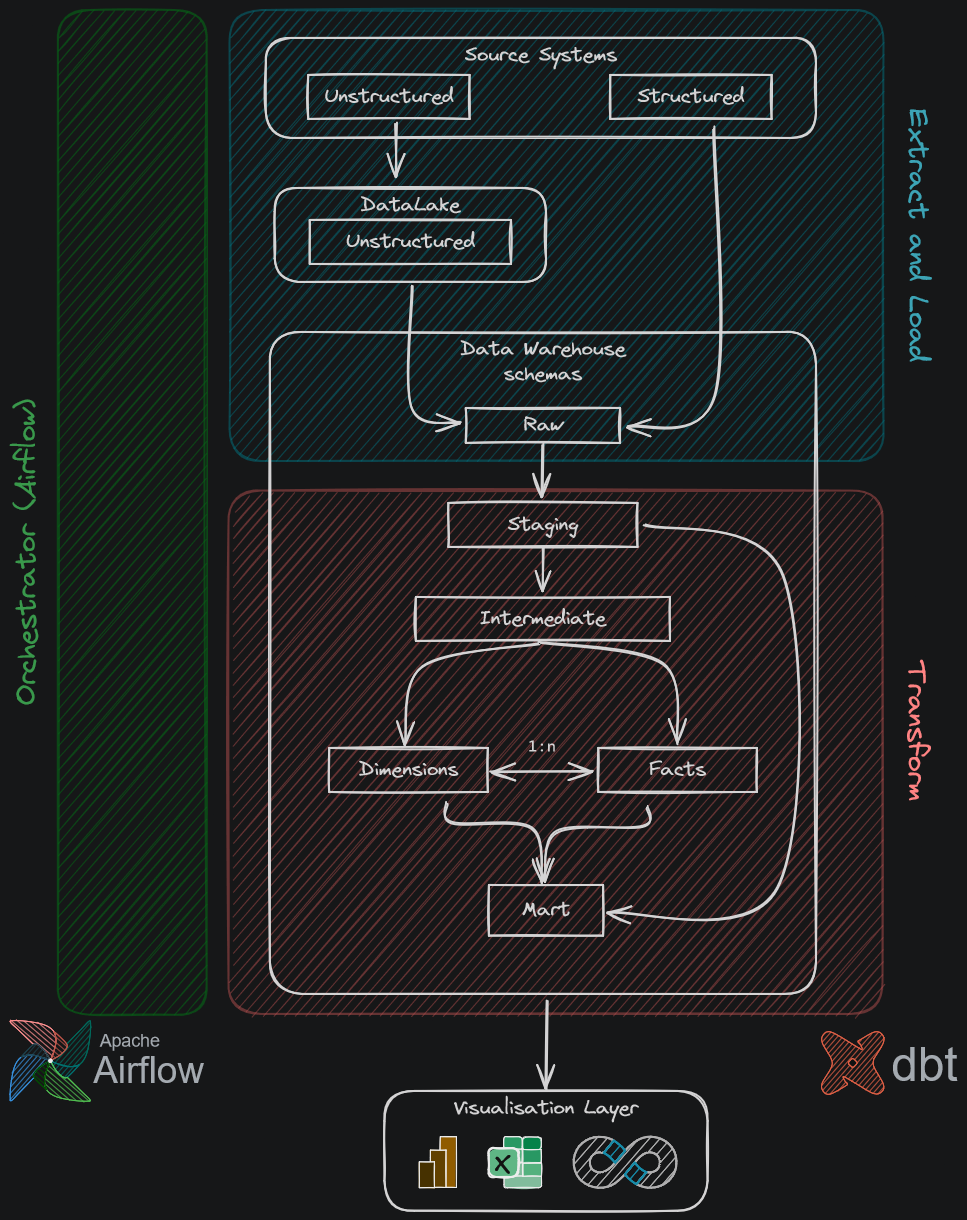 Source Systems
Unstructured
Structured
DataLake
Unstructured
Extract and Load
Data Warehouse
schemas
Raw
Orchestrator (Airflow)
Staging
Intermediate
Transform
1:n
Dimensions
Facts
Mart
Apache
Airflow
dbt
Visualisation Layer
X